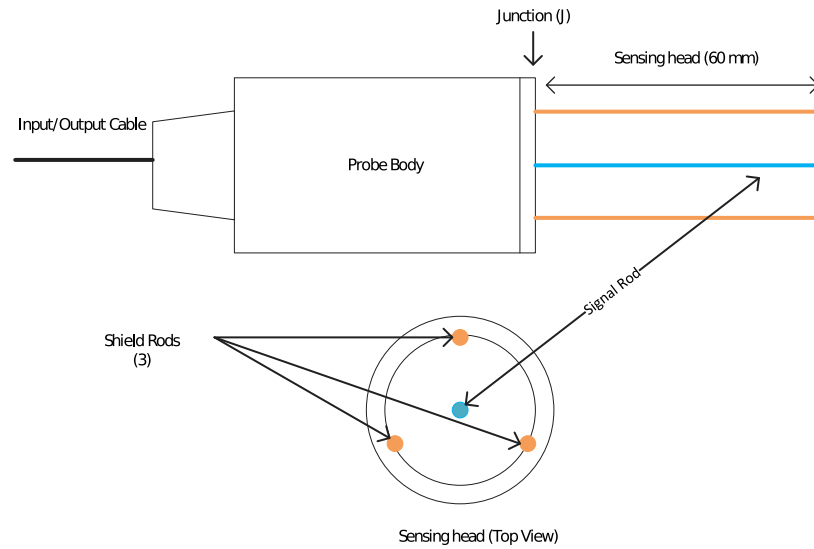 Junction (J)
Sensing head (60 mm)
Input/Output Cable
Probe Body
Signal Rod
Shield Rods
(3)
Sensing head (Top View)